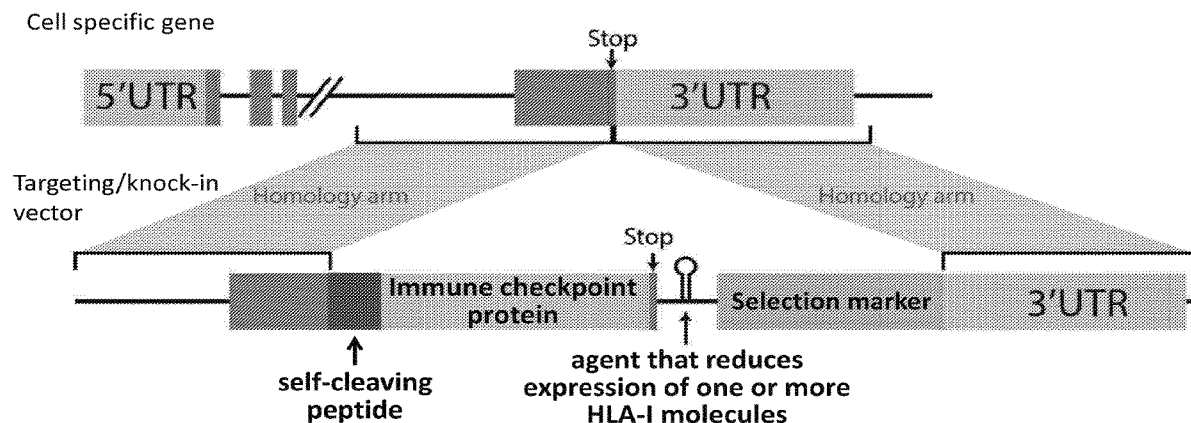 Cell specific gene
Stop
5'UTR
3'UTR
Targeting/knock-in
vector
Homology arm
Homology arm
Stop
Immune checkpoint
protein
Selection marker
3'UTR
self-cleaving
peptide
agent that reduces
expression of one or more
HLA-I molecules